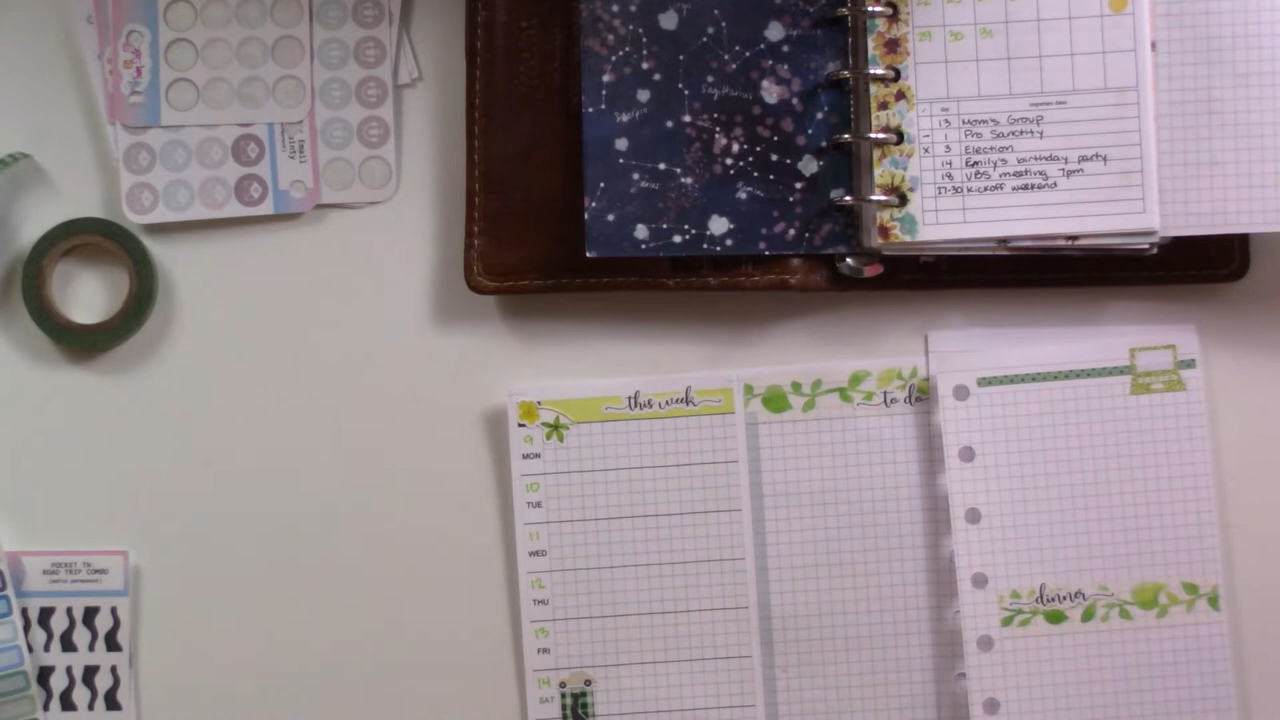 Sagittarius
Scorpio
29 30 31
important dates
13 Mom's Group
– 1 Pro Sanctity
x 3 Election
14 Emily's birthday party
18 VBS meeting 7pm
27-30 Kickoff weekend
this week
9 MON
10 TUE
11 WED
12 THU
13 FRI
14 SAT
to do
dinner
POCKET TN:
ROAD TRIP COMBO